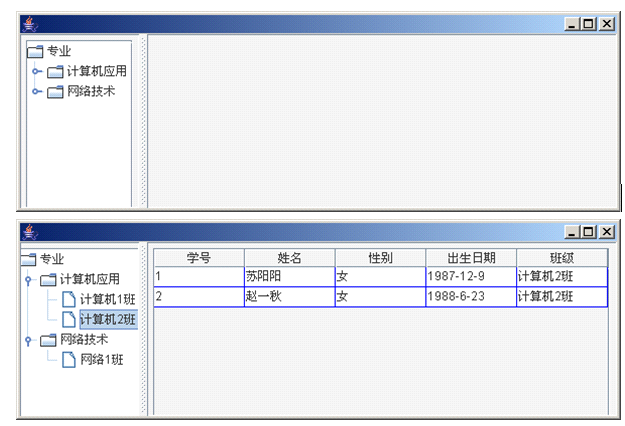 专业
计算机应用
网络技术
专业
计算机应用
计算机1班
计算机2班
网络技术
网络1班
学号 姓名 性别 出生日期 班级
1 苏阳阳 女 1987-12-9 计算机2班
2 赵一秋 女 1988-6-23 计算机2班